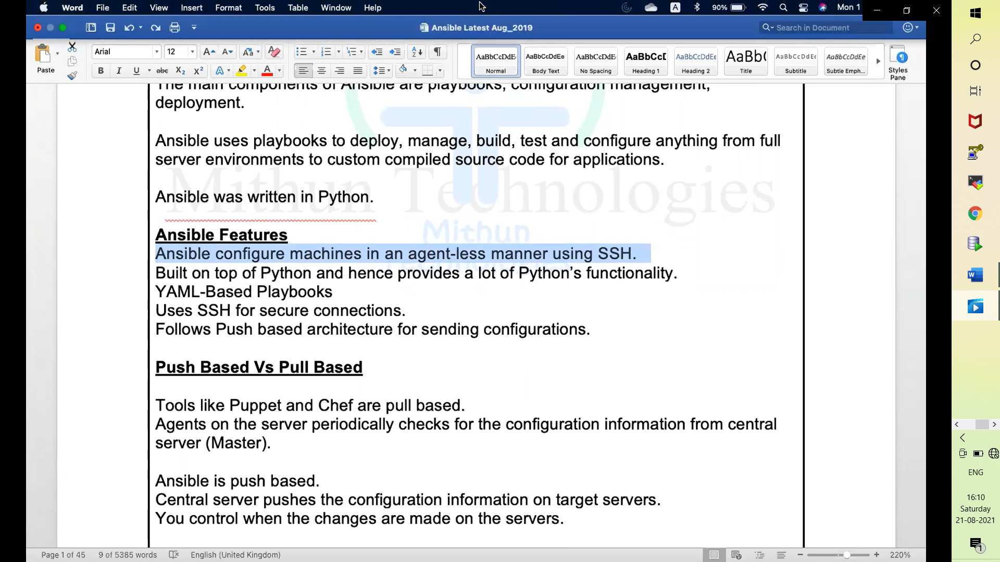 Word File Edit View Insert Format Tools Table Window Help A 90% Mon 1
Ansible Latest Aug_2019
Search in Document
Paste
Arial 12
B I U abc X₂ X² A A
AaBbCcDdE AaBbCcDdEe AaBbCcDdE AaBbCcI AaBbCcDdEe AaBb( AaBbCcDdEe AaBbCcDdEe
Normal Body Text No Spacing Heading 1 Heading 2 Title Subtitle Subtle Emph...
Styles
Pane
The main components of Ansible are playbooks, configuration management,
deployment.
Ansible uses playbooks to deploy, manage, build, test and configure anything from full
server environments to custom compiled source code for applications.
Mithun Technologies
Ansible was written in Python.
Mithun
Technologies
Ansible Features
Ansible configure machines in an agent-less manner using SSH.
Built on top of Python and hence provides a lot of Python’s functionality.
YAML-Based Playbooks
Uses SSH for secure connections.
Follows Push based architecture for sending configurations.
Push Based Vs Pull Based
Tools like Puppet and Chef are pull based.
Agents on the server periodically checks for the configuration information from central
server (Master).
Ansible is push based.
Central server pushes the configuration information on target servers.
You control when the changes are made on the servers.
Page 1 of 45 9 of 5385 words English (United Kingdom) 220%
ENG
16:10
Saturday
21-08-2021
1